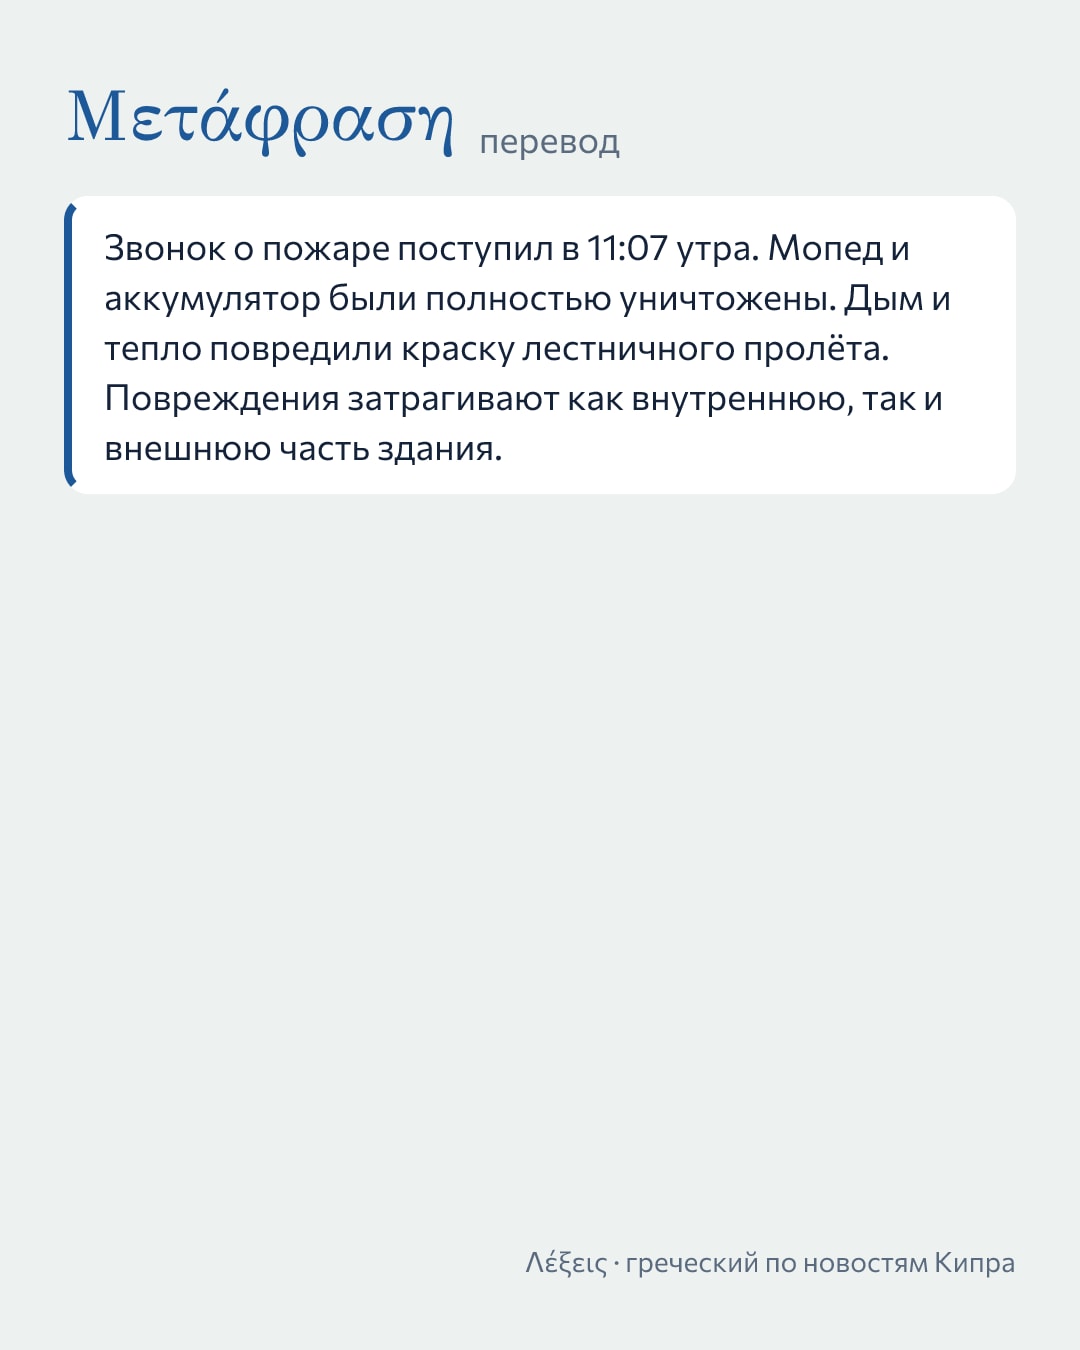 Μετάφραση перевод
Звонок о пожаре поступил в 11:07 утра. Мопед и
аккумулятор были полностью уничтожены. Дым и
тепло повредили краску лестничного пролёта.
Повреждения затрагивают как внутреннюю, так и
внешнюю часть здания.
Λέξεις · греческий по новостям Кипра